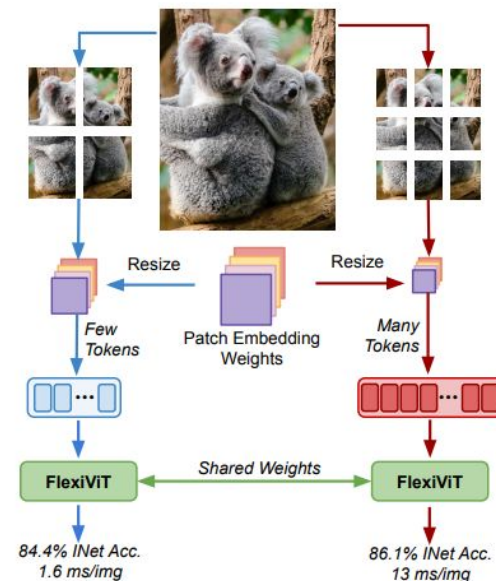 Resize
Resize
Patch Embedding
Weights
Few
Tokens
Many
Tokens
...
...
Shared Weights
FlexiViT
FlexiViT
84.4% INet Acc.
1.6 ms/img
86.1% INet Acc.
13 ms/img